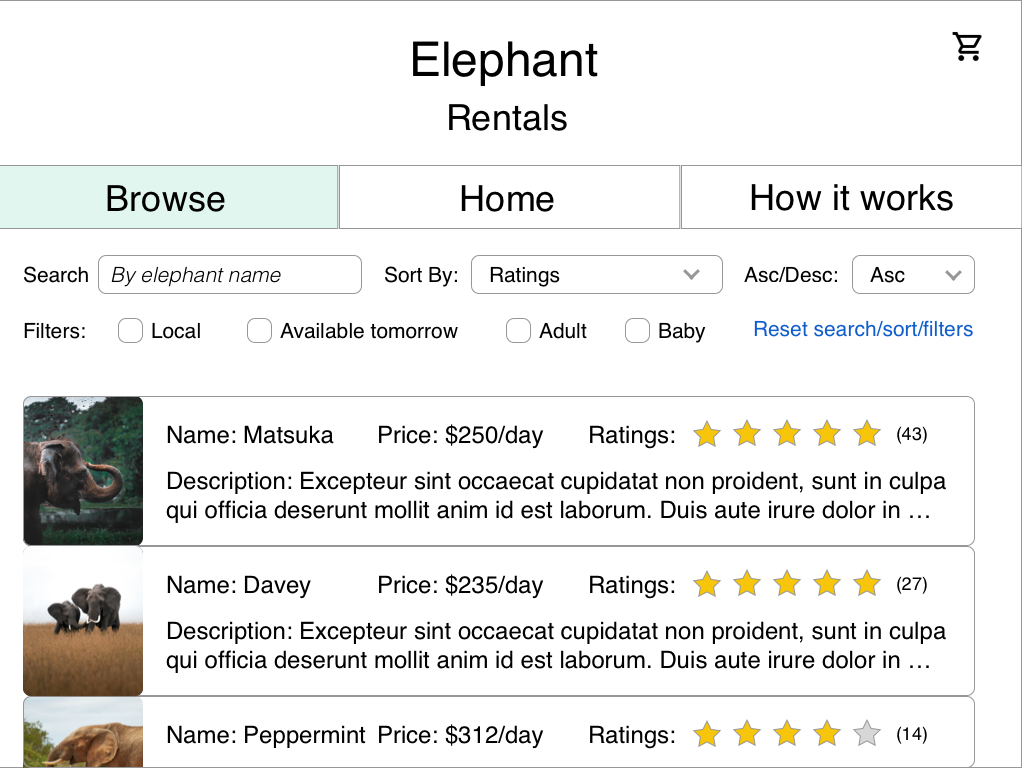 Elephant
Rentals
Browse Home How it works
Search By elephant name Sort By: Ratings Asc/Desc: Asc
Filters: Local Available tomorrow Adult Baby Reset search/sort/filters
Name: Matsuka Price: $250/day Ratings: (43)
Description: Excepteur sint occaecat cupidatat non proident, sunt in culpa
qui officia deserunt mollit anim id est laborum. Duis aute irure dolor in …
Name: Davey Price: $235/day Ratings: (27)
Description: Excepteur sint occaecat cupidatat non proident, sunt in culpa
qui officia deserunt mollit anim id est laborum. Duis aute irure dolor in …
Name: Peppermint Price: $312/day Ratings: (14)